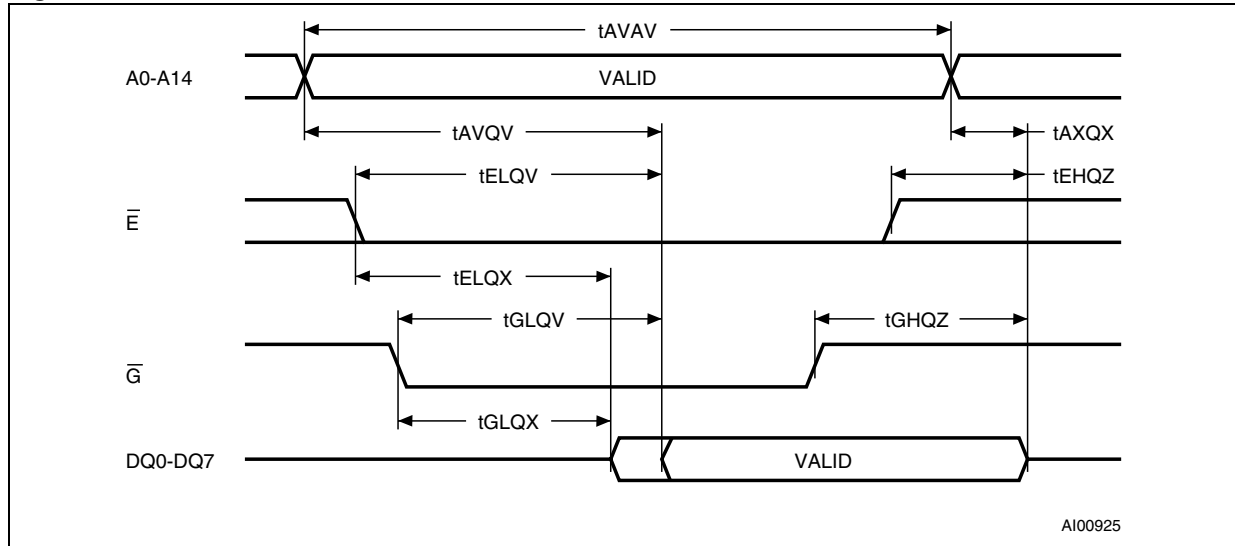 tAVAV
A0-A14
VALID
tAVQV
tAXQX
tELQV
tEHQZ
E̅
tELQX
tGLQV
tGHQZ
G̅
tGLQX
DQ0-DQ7
VALID
AI00925